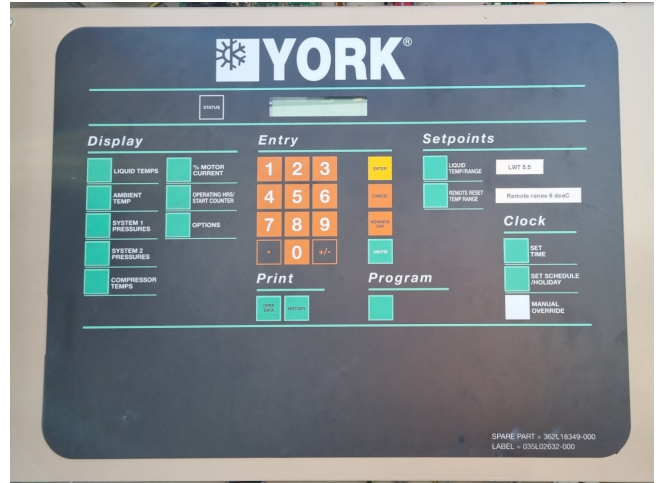 YORK®
STATUS
Display
LIQUID TEMPS
AMBIENT
TEMP
SYSTEM 1
PRESSURES
SYSTEM 2
PRESSURES
COMPRESSOR
TEMPS
% MOTOR
CURRENT
OPERATING HRS/
START COUNTER
OPTIONS
Entry
1 2 3
4 5 6
7 8 9
· 0 +/-
ENTER
CANCEL
ADVANCE
DAY
AM/PM
Print
OPER
DATA
HISTORY
Program
Setpoints
LIQUID
TEMP/RANGE
LWT 5.5
REMOTE RESET
TEMP RANGE
Remote range 6 deaC
Clock
SET
TIME
SET SCHEDULE
/HOLIDAY
MANUAL
OVERRIDE
SPARE PART = 362L18349-000
LABEL = 035L02632-000